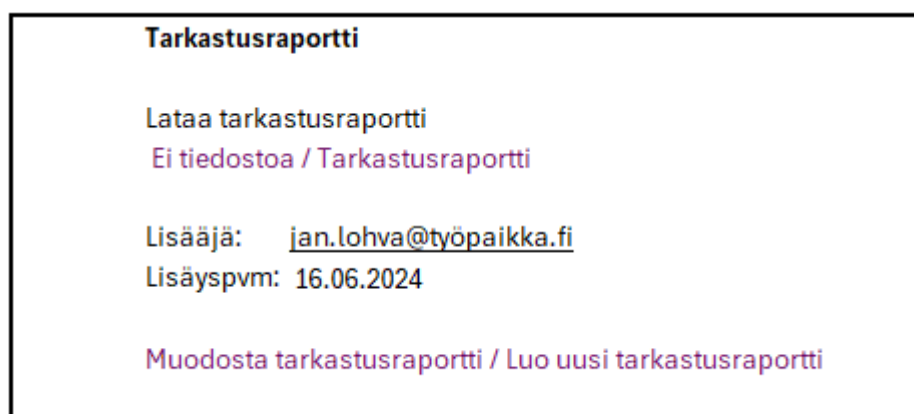 Tarkastusraportti
Lataa tarkastusraportti
Ei tiedostoa / Tarkastusraportti
Lisääjä: jan.lohva@työpaikka.fi
Lisäyspvm: 16.06.2024
Muodosta tarkastusraportti / Luo uusi tarkastusraportti